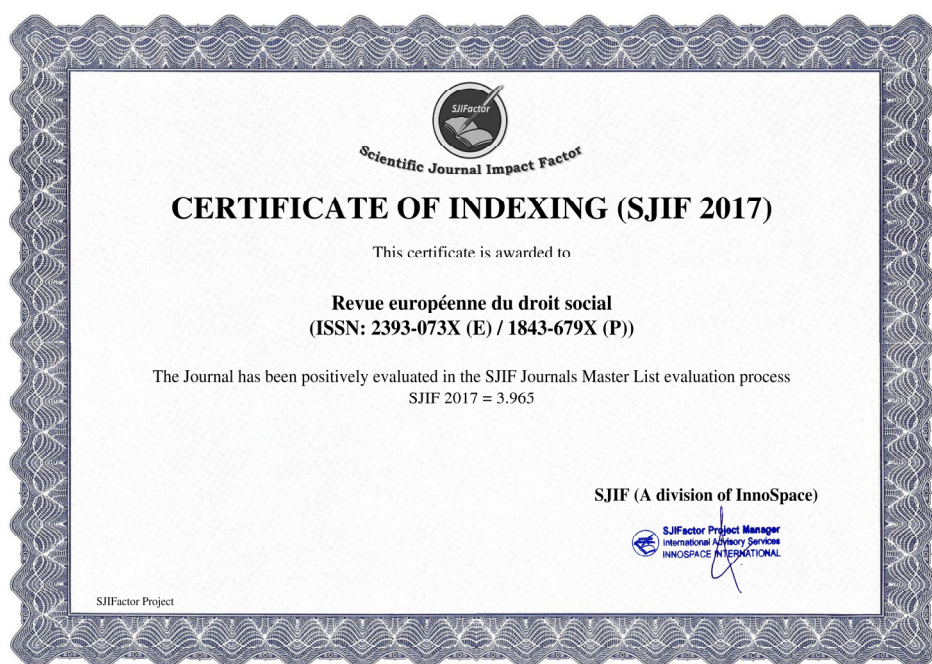 SJIFactor
Scientific Journal Impact Factor
CERTIFICATE OF INDEXING (SJIF 2017)
This certificate is awarded to
Revue européenne du droit social
(ISSN: 2393-073X (E) / 1843-679X (P))
The Journal has been positively evaluated in the SJIF Journals Master List evaluation process
SJIF 2017 = 3.965
SJIF (A division of InnoSpace)
SJIFactor Project Manager
International Advisory Services
INNOSPACE INTERNATIONAL
SJIFactor Project